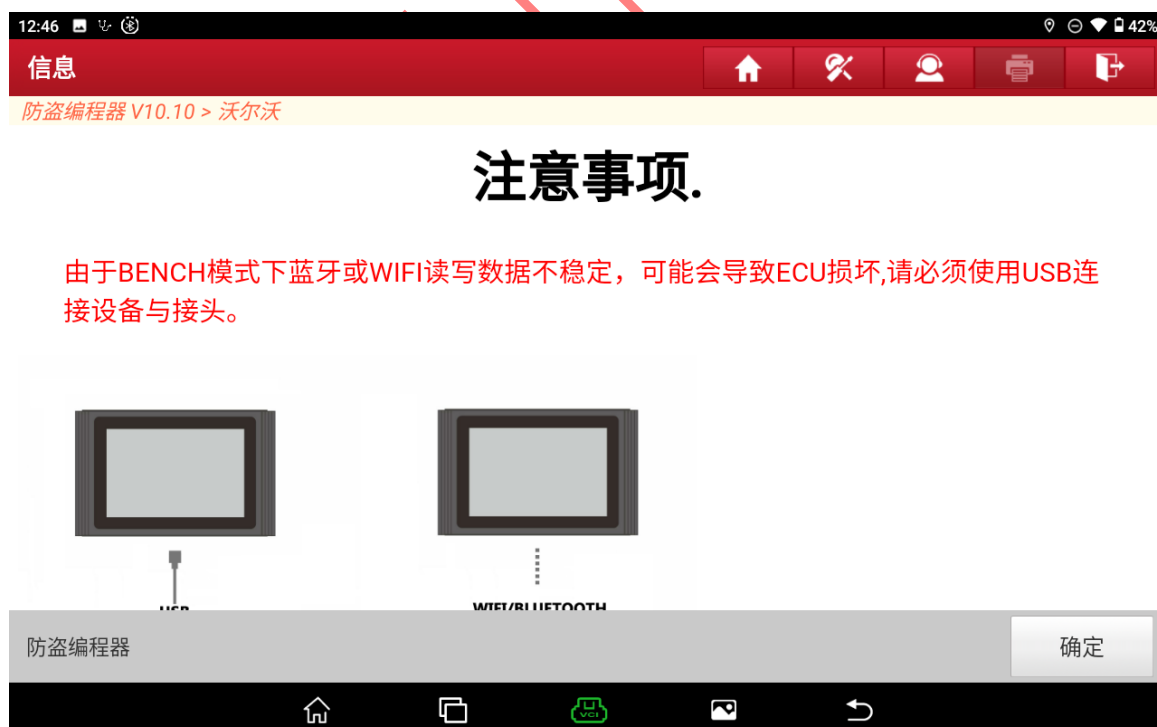 12:46
42%
信息
防盗编程器 V10.10 > 沃尔沃
注意事项.
由于BENCH模式下蓝牙或WIFI读写数据不稳定，可能会导致ECU损坏,请必须使用USB连
接设备与接头。
USB
WIFI/BLUETOOTH
防盗编程器
确定
VCI